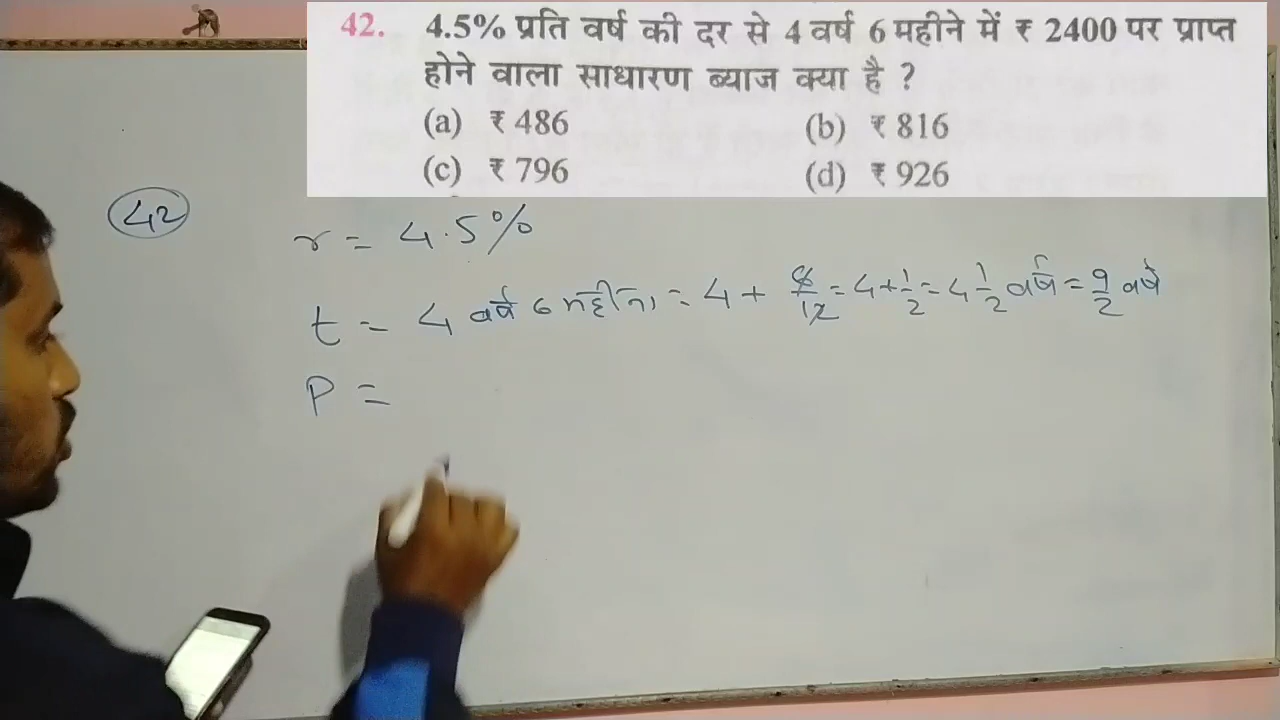 42. 4.5% प्रति वर्ष की दर से 4 वर्ष 6 महीने में ₹ 2400 पर प्राप्त
होने वाला साधारण ब्याज क्या है ?
(a) ₹ 486 (b) ₹ 816
(c) ₹ 796 (d) ₹ 926
42
r = 4.5%
t = 4 वर्ष 6 महीना = 4 + 6/12 = 4 + 1/2 = 4 1/2 वर्ष = 9/2 वर्ष
P =